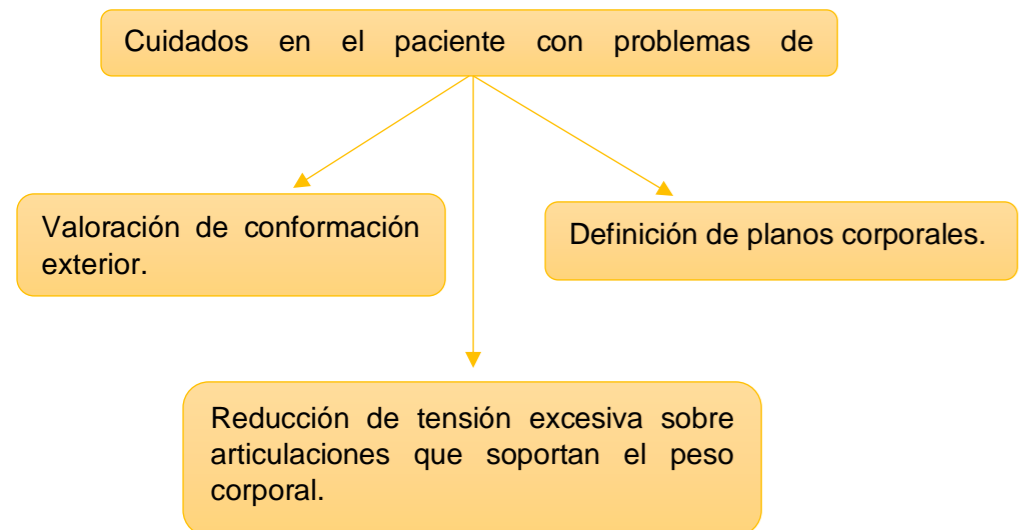 Cuidados en el paciente con problemas de
Valoración de conformación
exterior.
Definición de planos corporales.
Reducción de tensión excesiva sobre
articulaciones que soportan el peso
corporal.